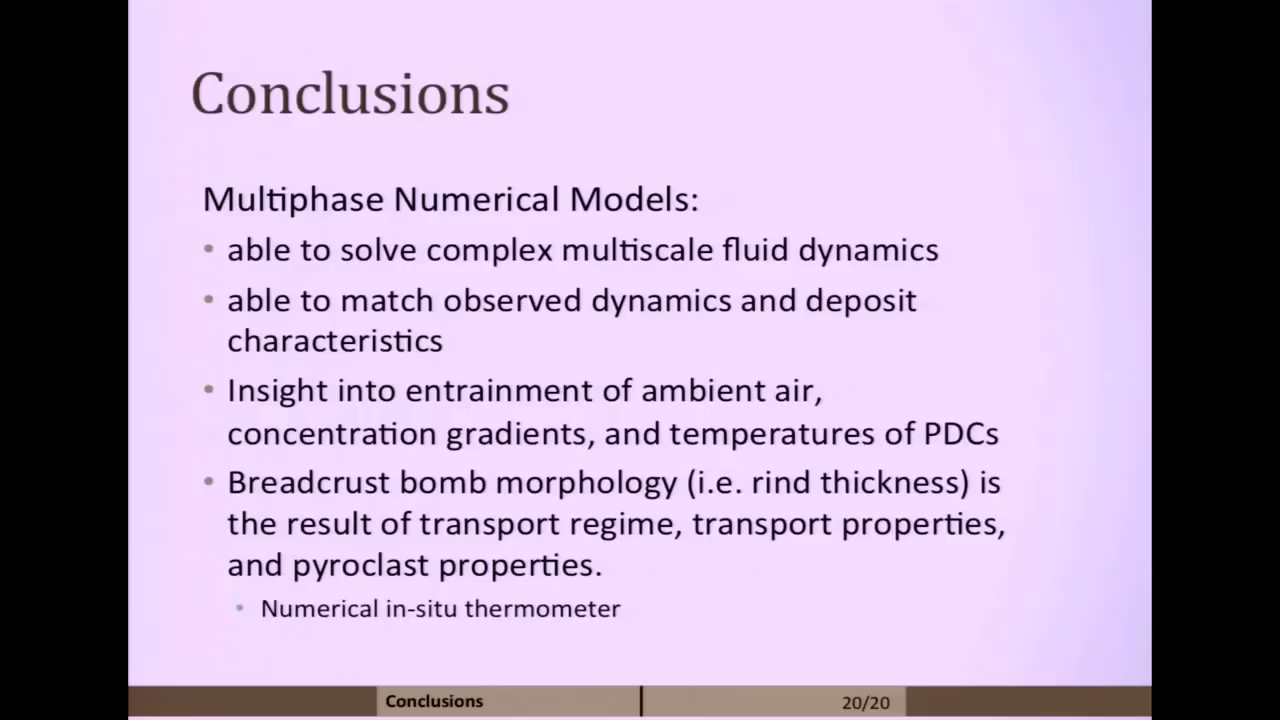 Conclusions
Multiphase Numerical Models:
• able to solve complex multiscale fluid dynamics
• able to match observed dynamics and deposit
characteristics
• Insight into entrainment of ambient air,
concentration gradients, and temperatures of PDCs
• Breadcrust bomb morphology (i.e. rind thickness) is
the result of transport regime, transport properties,
and pyroclast properties.
• Numerical in-situ thermometer
Conclusions
20/20